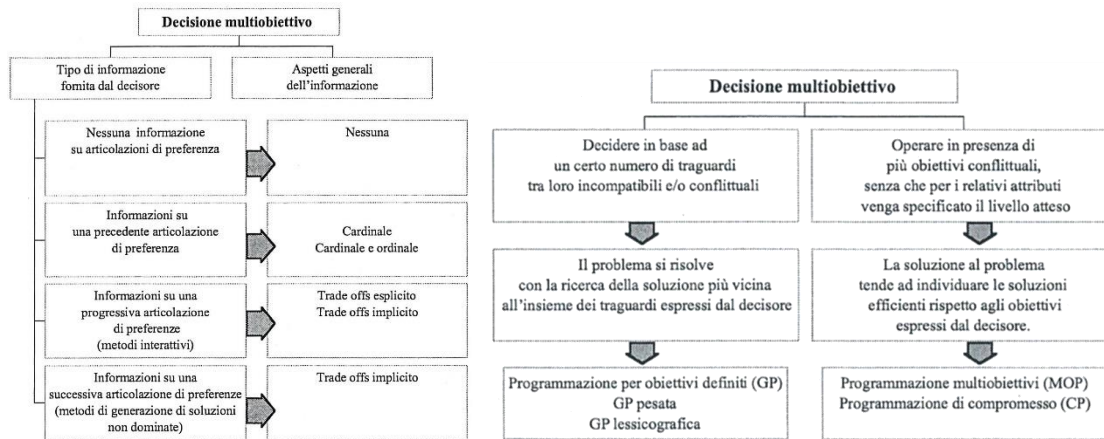 Decisione multiobiettivo
Tipo di informazione
fornita dal decisore
Aspetti generali
dell'informazione
Nessuna informazione
su articolazioni di preferenza
Nessuna
Informazioni su
una precedente articolazione
di preferenza
Cardinale
Cardinale e ordinale
Informazioni su una
progressiva articolazione
di preferenze
(metodi interattivi)
Trade offs esplicito
Trade offs implicito
Informazioni su una
successiva articolazione di preferenze
(metodi di generazione di soluzioni
non dominate)
Trade offs implicito
Decisione multiobiettivo
Decidere in base ad
un certo numero di traguardi
tra loro incompatibili e/o conflittuali
Il problema si risolve
con la ricerca della soluzione più vicina
all'insieme dei traguardi espressi dal decisore
Programmazione per obiettivi definiti (GP)
GP pesata
GP lessicografica
Operare in presenza di
più obiettivi conflittuali,
senza che per i relativi attributi
venga specificato il livello atteso
La soluzione al problema
tende ad individuare le soluzioni
efficienti rispetto agli obiettivi
espressi dal decisore.
Programmazione multiobiettivi (MOP)
Programmazione di compromesso (CP)